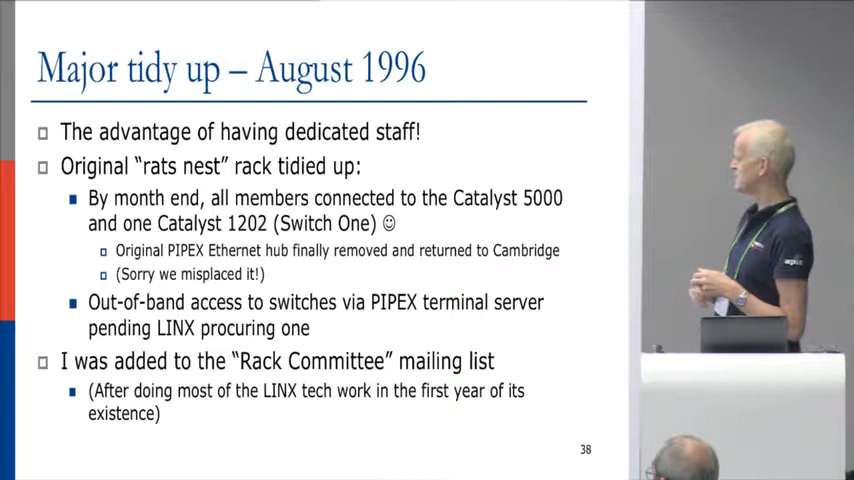 Major tidy up – August 1996
The advantage of having dedicated staff!
Original “rats nest” rack tidied up:
By month end, all members connected to the Catalyst 5000
and one Catalyst 1202 (Switch One) ☺
Original PIPEX Ethernet hub finally removed and returned to Cambridge
(Sorry we misplaced it!)
Out-of-band access to switches via PIPEX terminal server
pending LINX procuring one
I was added to the “Rack Committee” mailing list
(After doing most of the LINX tech work in the first year of its
existence)
38